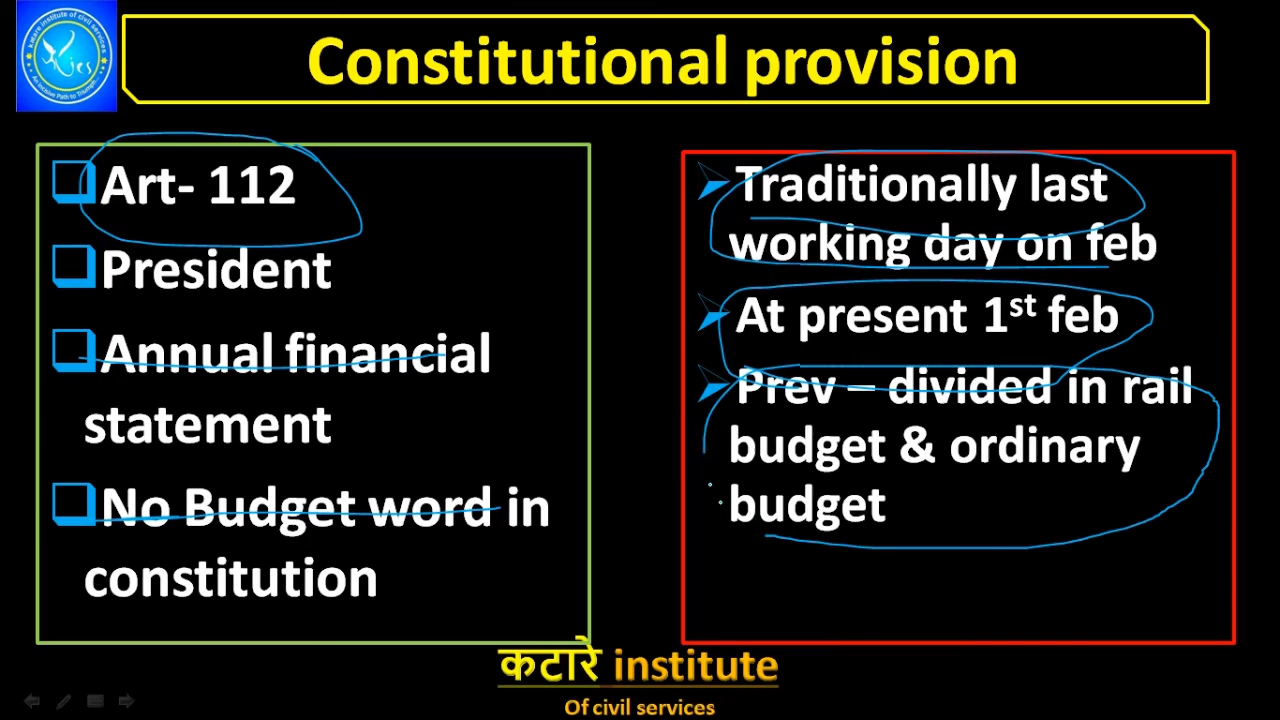 Constitutional provision
Art- 112
President
Annual financial
statement
No Budget word in
constitution
Traditionally last
working day on feb
At present 1st feb
Prev – divided in rail
budget & ordinary
budget
कटारे institute
Of civil services